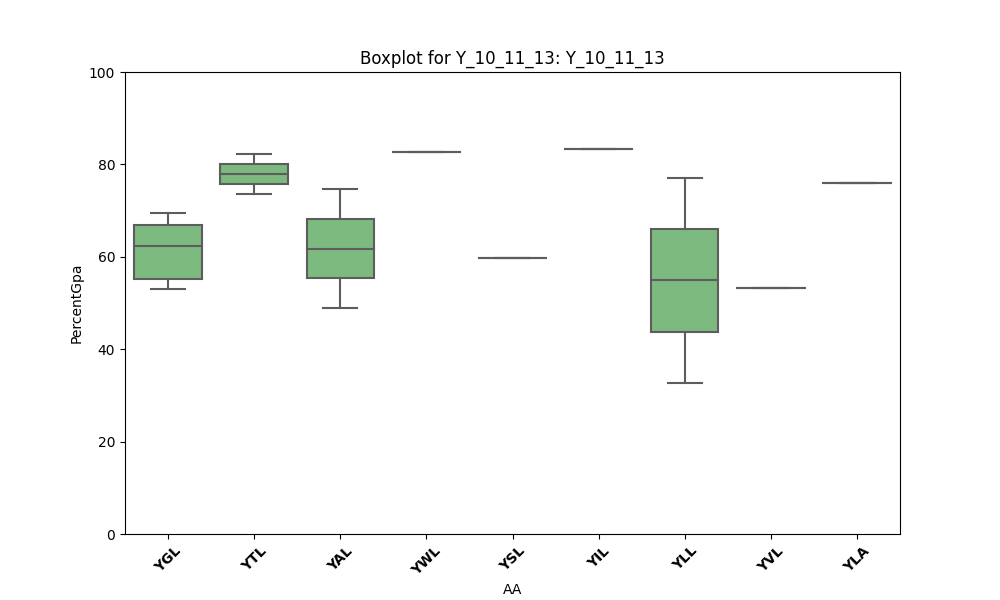 Boxplot for Y_10_11_13: Y_10_11_13
100
80
60
40
20
0
PercentGpa
YGL
YTL
YAL
YWL
YSL
YIL
YLL
YVL
YLA
AA